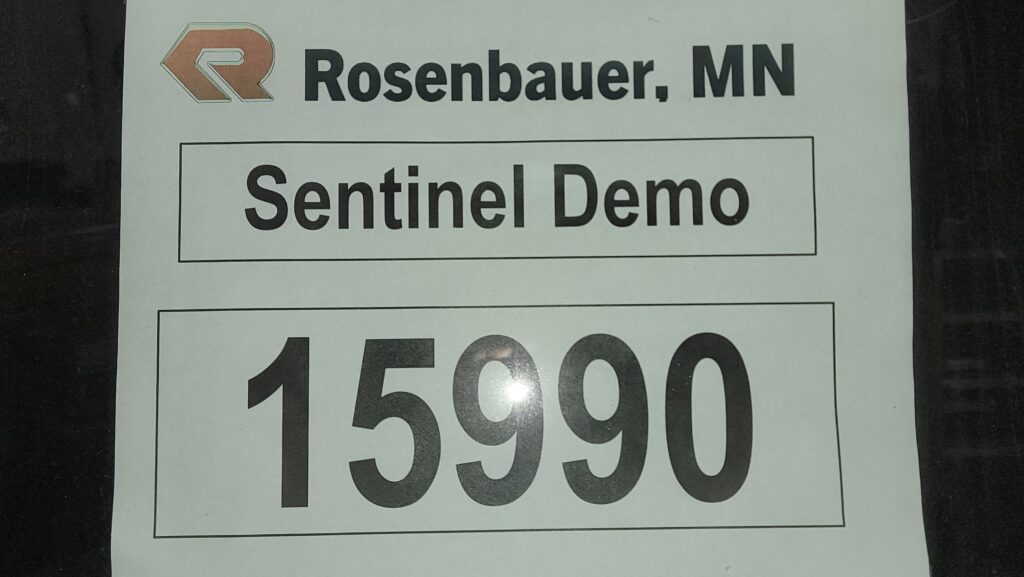 Rosenbauer, MN
Sentinel Demo
15990